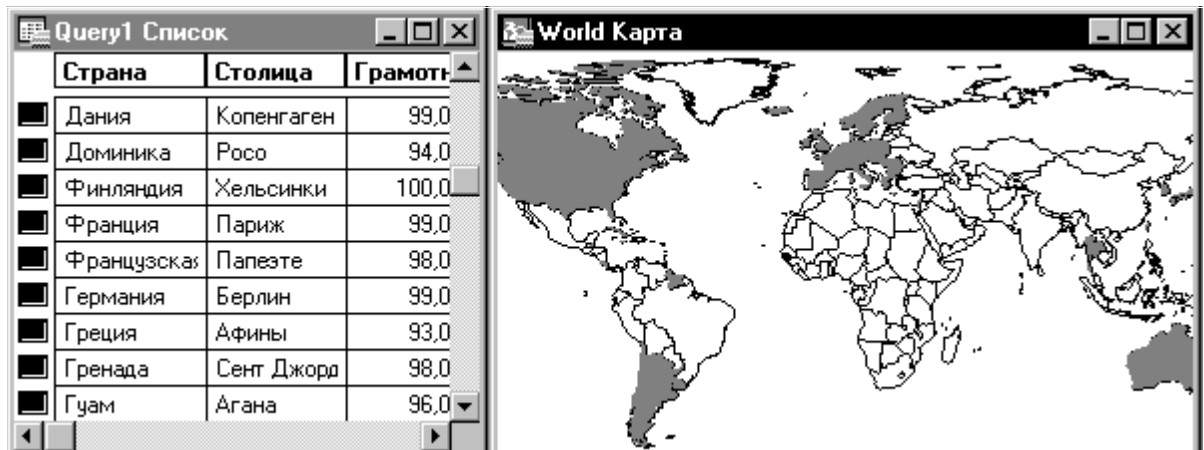 Query1 Список
Страна Столица Грамотн
Дания Копенгаген 99,0
Доминика Росо 94,0
Финляндия Хельсинки 100,0
Франция Париж 99,0
Французская Папеэте 98,0
Германия Берлин 99,0
Греция Афины 93,0
Гренада Сент Джорд 98,0
Гуам Агана 96,0
World Карта